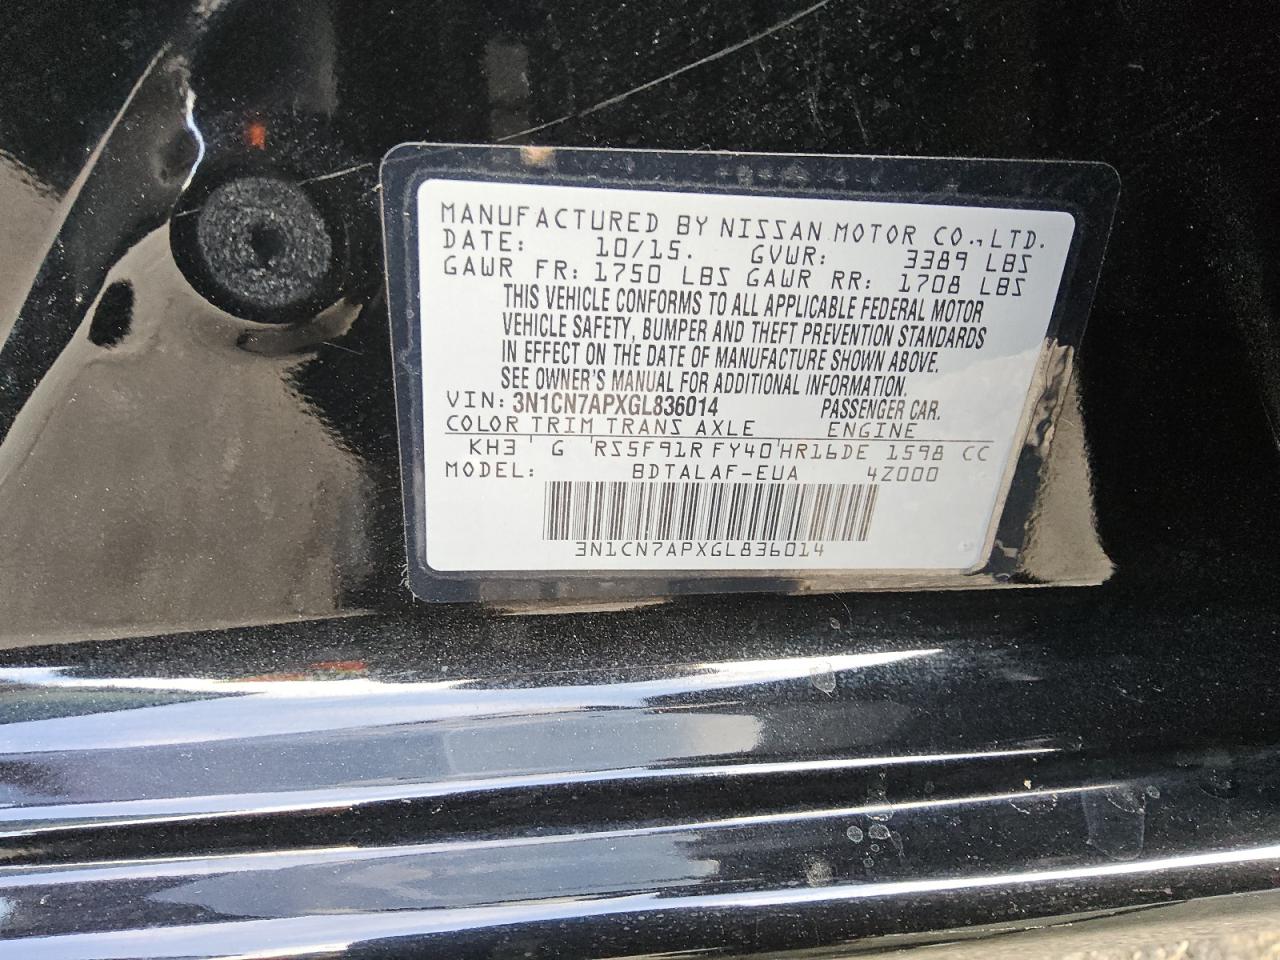 MANUFACTURED BY NISSAN MOTOR CO., LTD.
DATE: 10/15. GVWR: 3389 LBS
GAWR FR: 1750 LBS GAWR RR: 1708 LBS
THIS VEHICLE CONFORMS TO ALL APPLICABLE FEDERAL MOTOR
VEHICLE SAFETY, BUMPER AND THEFT PREVENTION STANDARDS
IN EFFECT ON THE DATE OF MANUFACTURE SHOWN ABOVE.
SEE OWNER'S MANUAL FOR ADDITIONAL INFORMATION.
VIN: 3N1CN7APXGL836014 PASSENGER CAR.
COLOR TRIM TRANS AXLE ENGINE
KH3 G RS5F91R FY40 HR16DE 1598 CC
MODEL: BDTALAF-EUA 4Z000
3N1CN7APXGL836014